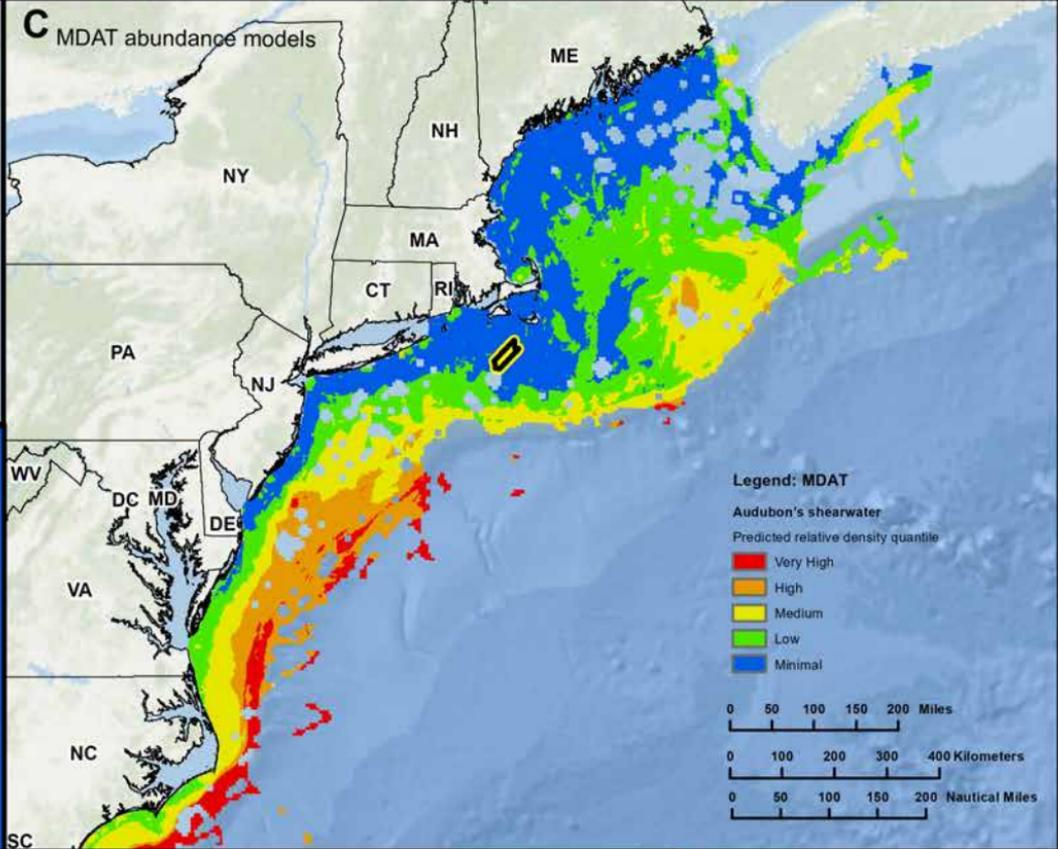 C MDAT abundance models
ME
NH
NY
MA
CT
RI
PA
NJ
WV
DC
MD
DE
VA
NC
SC
Legend: MDAT
Audubon's shearwater
Predicted relative density quantile
Very High
High
Medium
Low
Minimal
0 50 100 150 200 Miles
0 100 200 300 400 Kilometers
0 50 100 150 200 Nautical Miles